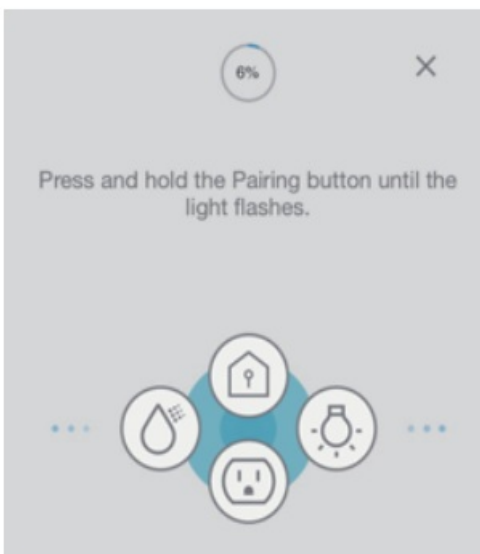 6%
Press and hold the Pairing button until the
light flashes.